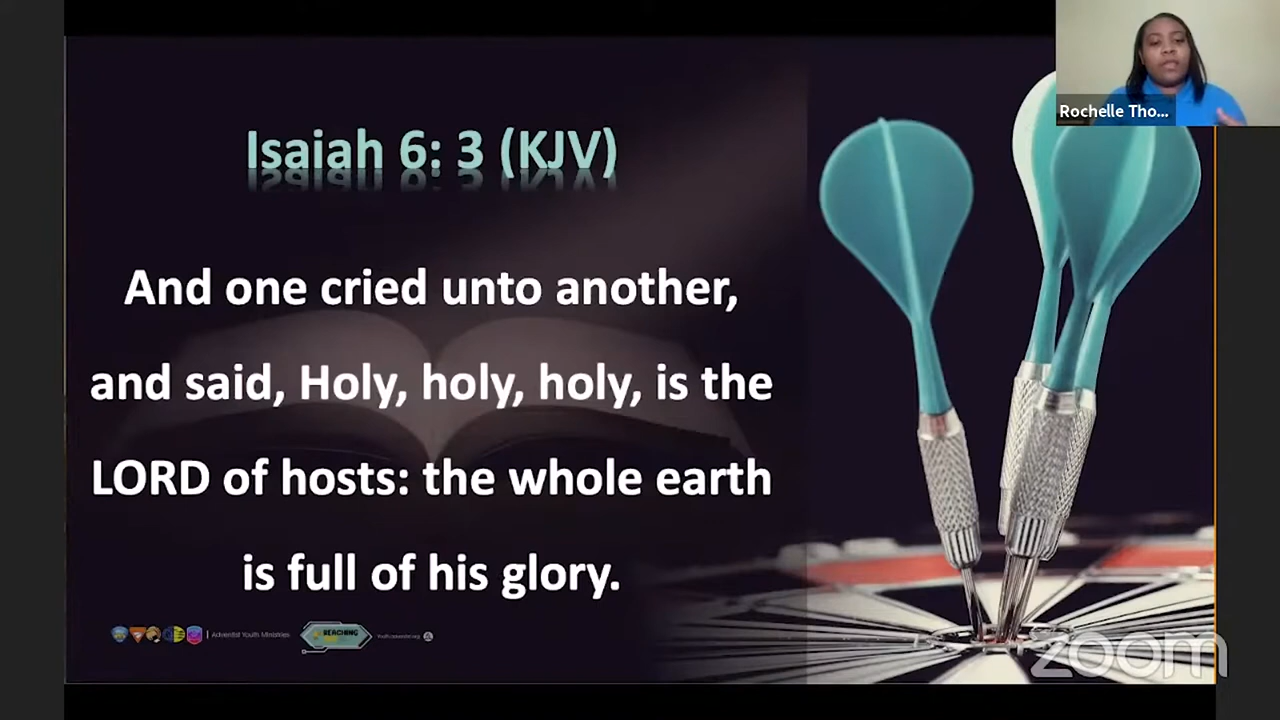 Rochelle Tho...
Isaiah 6: 3 (KJV)
And one cried unto another,
and said, Holy, holy, holy, is the
LORD of hosts: the whole earth
is full of his glory.
| Adventist Youth Ministries
REACHING
zoom